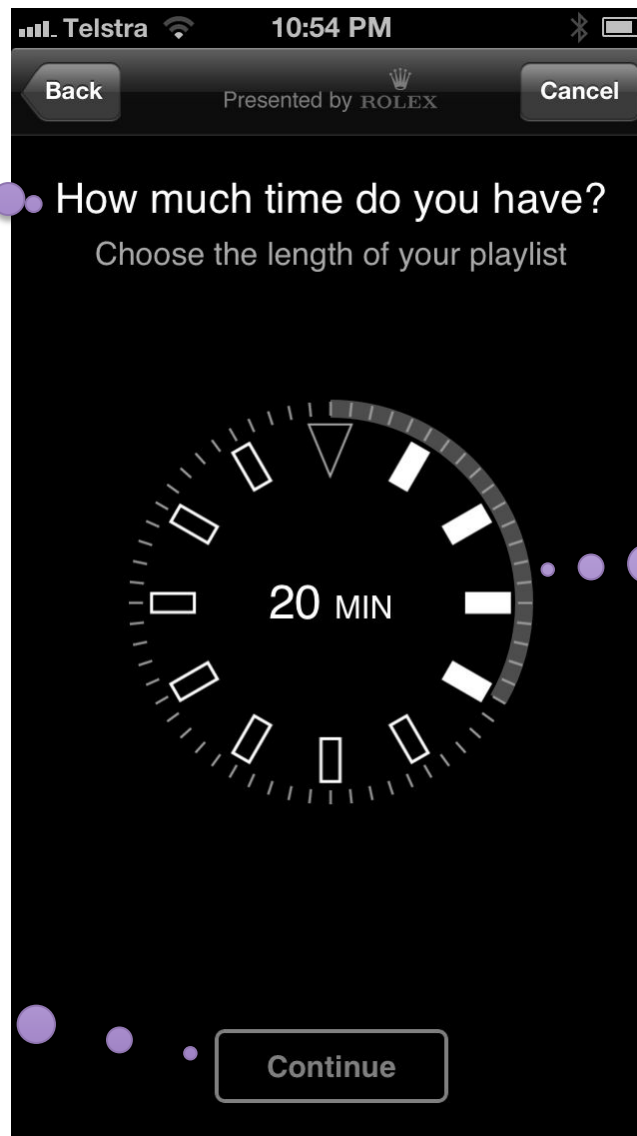 Telstra 10:54 PM
Back Presented by ROLEX Cancel
How much time do you have?
Choose the length of your playlist
20 MIN
Continue